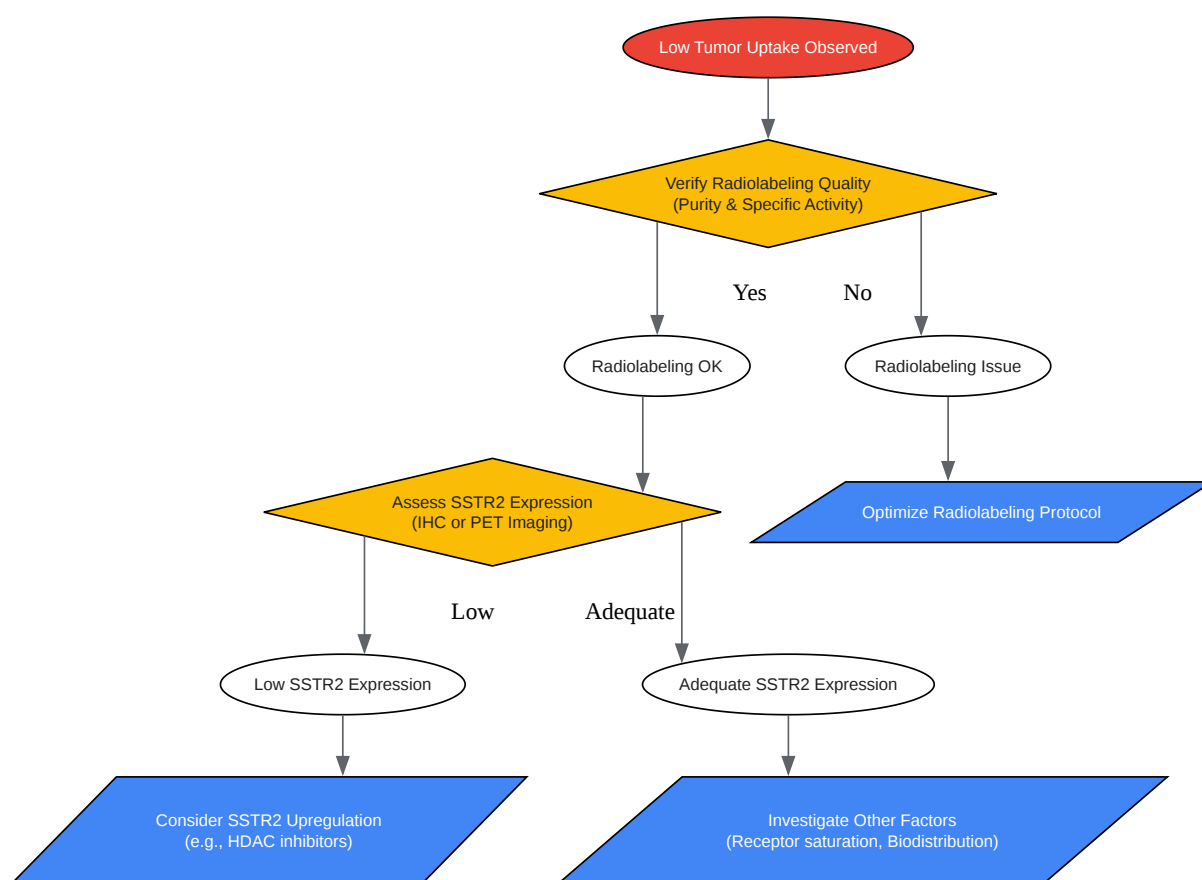 Low Tumor Uptake Observed
Verify Radiolabeling Quality
(Purity & Specific Activity)
Yes
No
Radiolabeling OK
Radiolabeling Issue
Assess SSTR2 Expression
(IHC or PET Imaging)
Optimize Radiolabeling Protocol
Low
Adequate
Low SSTR2 Expression
Adequate SSTR2 Expression
Consider SSTR2 Upregulation
(e.g., HDAC inhibitors)
Investigate Other Factors
(Receptor saturation, Biodistribution)